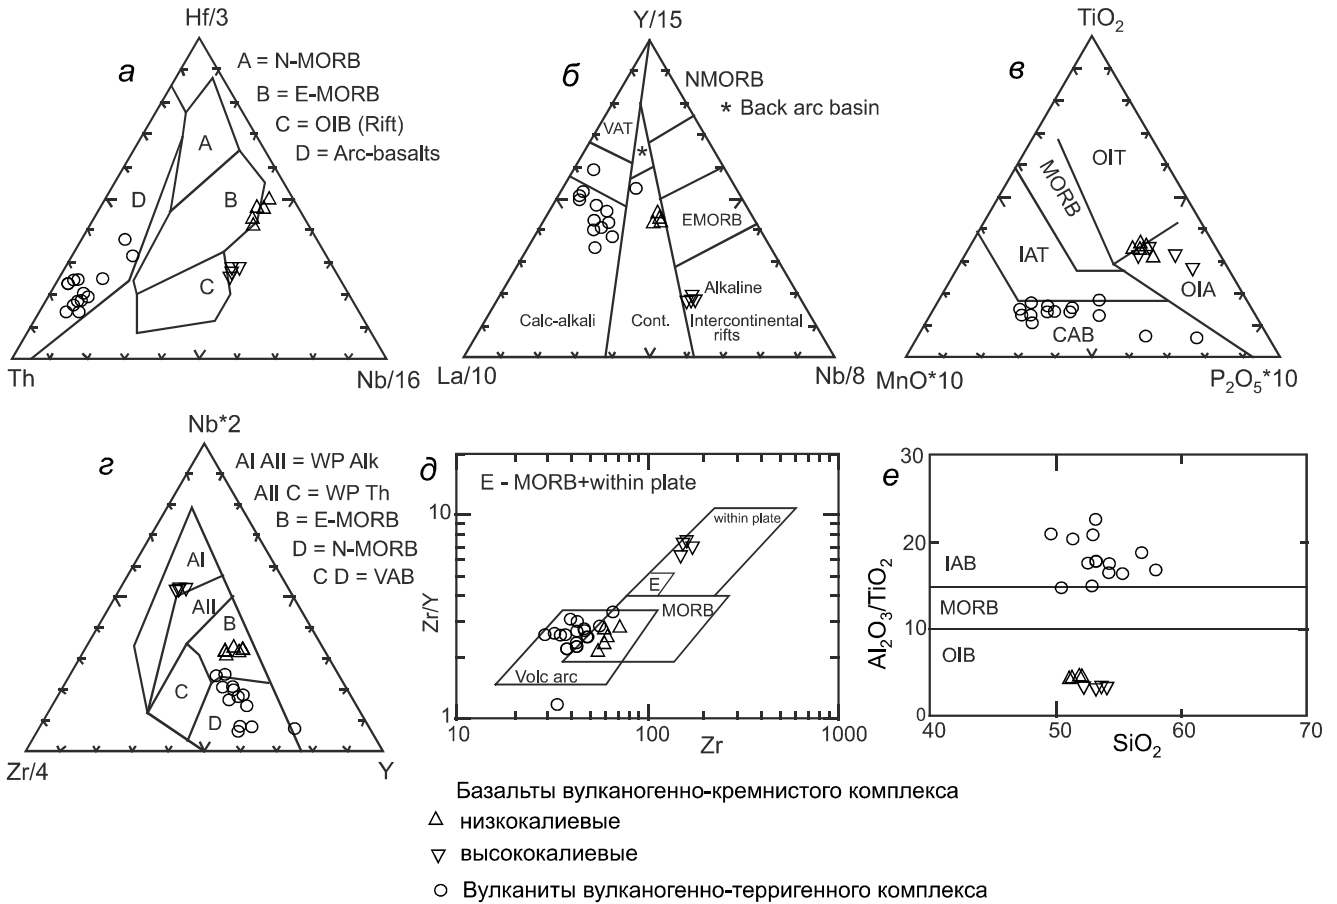 а
Hf/3
A = N-MORB
B = E-MORB
C = OIB (Rift)
D = Arc-basalts
A
B
C
D
Th
Nb/16
б
Y/15
NMORB
* Back arc basin
VAT
*
EMORB
Alkaline
Calc-alkali
Cont.
Intercontinental
rifts
La/10
Nb/8
в
TiO2
OIT
MORB
IAT
OIA
CAB
MnO*10
P2O5*10
г
Nb*2
AI AII = WP Alk
AII C = WP Th
B = E-MORB
D = N-MORB
C D = VAB
AI
AII
B
C
D
Zr/4
Y
д
E - MORB+within plate
within plate
E
MORB
Volc arc
Zr/Y
10
1
10
100
1000
Zr
е
30
20
10
0
IAB
MORB
OIB
Al2O3/TiO2
40
50
60
70
SiO2
Базальты вулканогенно-кремнистого комплекса
низкокалиевые
высококалиевые
Вулканиты вулканогенно-терригенного комплекса